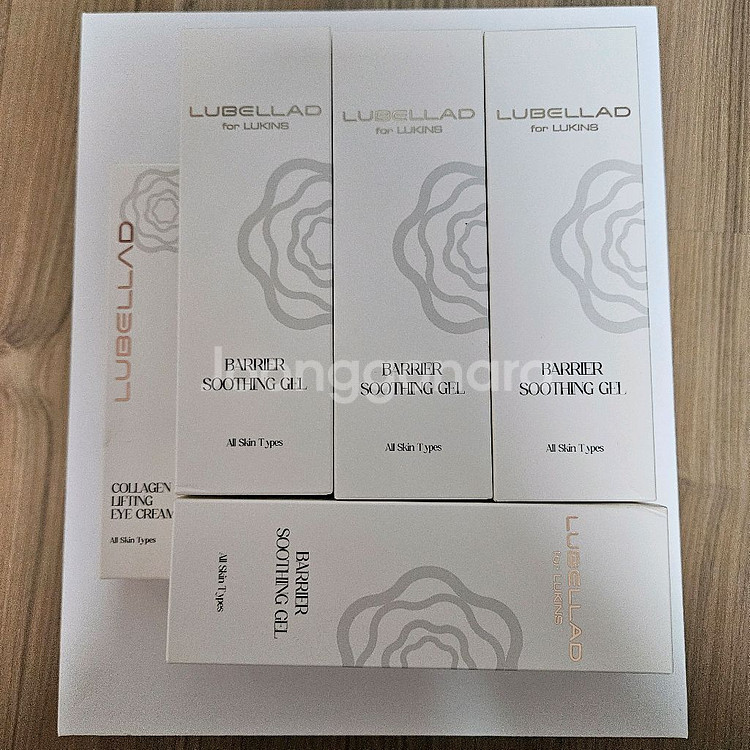 LUBELLAD
for LUKINS
BARRIER
SOOTHING GEL
All Skin Types
LUBELLAD
for LUKINS
BARRIER
SOOTHING GEL
All Skin Types
LUBELLAD
for LUKINS
BARRIER
SOOTHING GEL
All Skin Types
LUBELLAD
COLLAGEN
LIFTING
EYE CREAM
All Skin Types
LUBELLAD
for LUKINS
BARRIER
SOOTHING GEL
All Skin Types
joonggonara